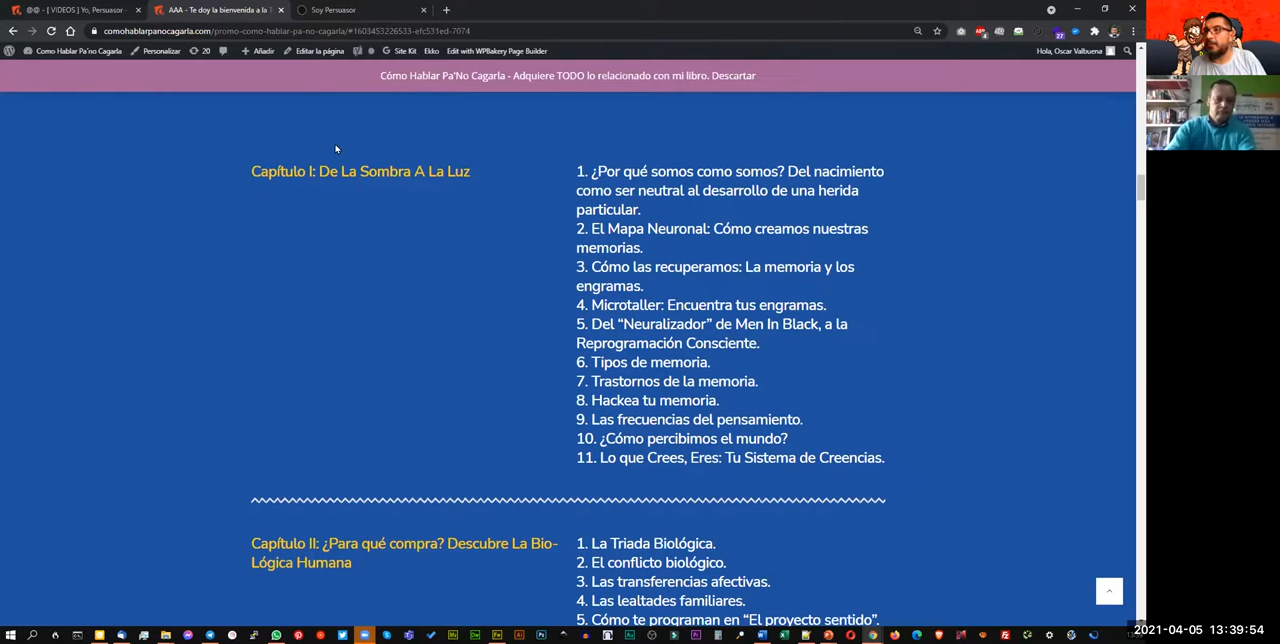 @@ - [ VIDEOS ] Yo, Persuasor -
AAA - Te doy la bienvenida a la T
Soy Persuasor
comohablarpanocagarla.com/promo-como-hablar-pa-no-cagarla/#1603453226533-efc531ed-7074
Como Hablar Pa'no Cagarla
Personalizar
20
Añadir
Editar la página
Site Kit
Ekko
Edit with WPBakery Page Builder
Hola, Oscar Valbuena
Cómo Hablar Pa'No Cagarla - Adquiere TODO lo relacionado con mi libro. Descartar
Capítulo I: De La Sombra A La Luz
1. ¿Por qué somos como somos? Del nacimiento
como ser neutral al desarrollo de una herida
particular.
2. El Mapa Neuronal: Cómo creamos nuestras
memorias.
3. Cómo las recuperamos: La memoria y los
engramas.
4. Microtaller: Encuentra tus engramas.
5. Del “Neuralizador” de Men In Black, a la
Reprogramación Consciente.
6. Tipos de memoria.
7. Trastornos de la memoria.
8. Hackea tu memoria.
9. Las frecuencias del pensamiento.
10. ¿Cómo percibimos el mundo?
11. Lo que Crees, Eres: Tu Sistema de Creencias.
Capítulo II: ¿Para qué compra? Descubre La Bio-
Lógica Humana
1. La Triada Biológica.
2. El conflicto biológico.
3. Las transferencias afectivas.
4. Las lealtades familiares.
5. Cómo te programan en “El proyecto sentido”.
2021-04-05 13:39:54